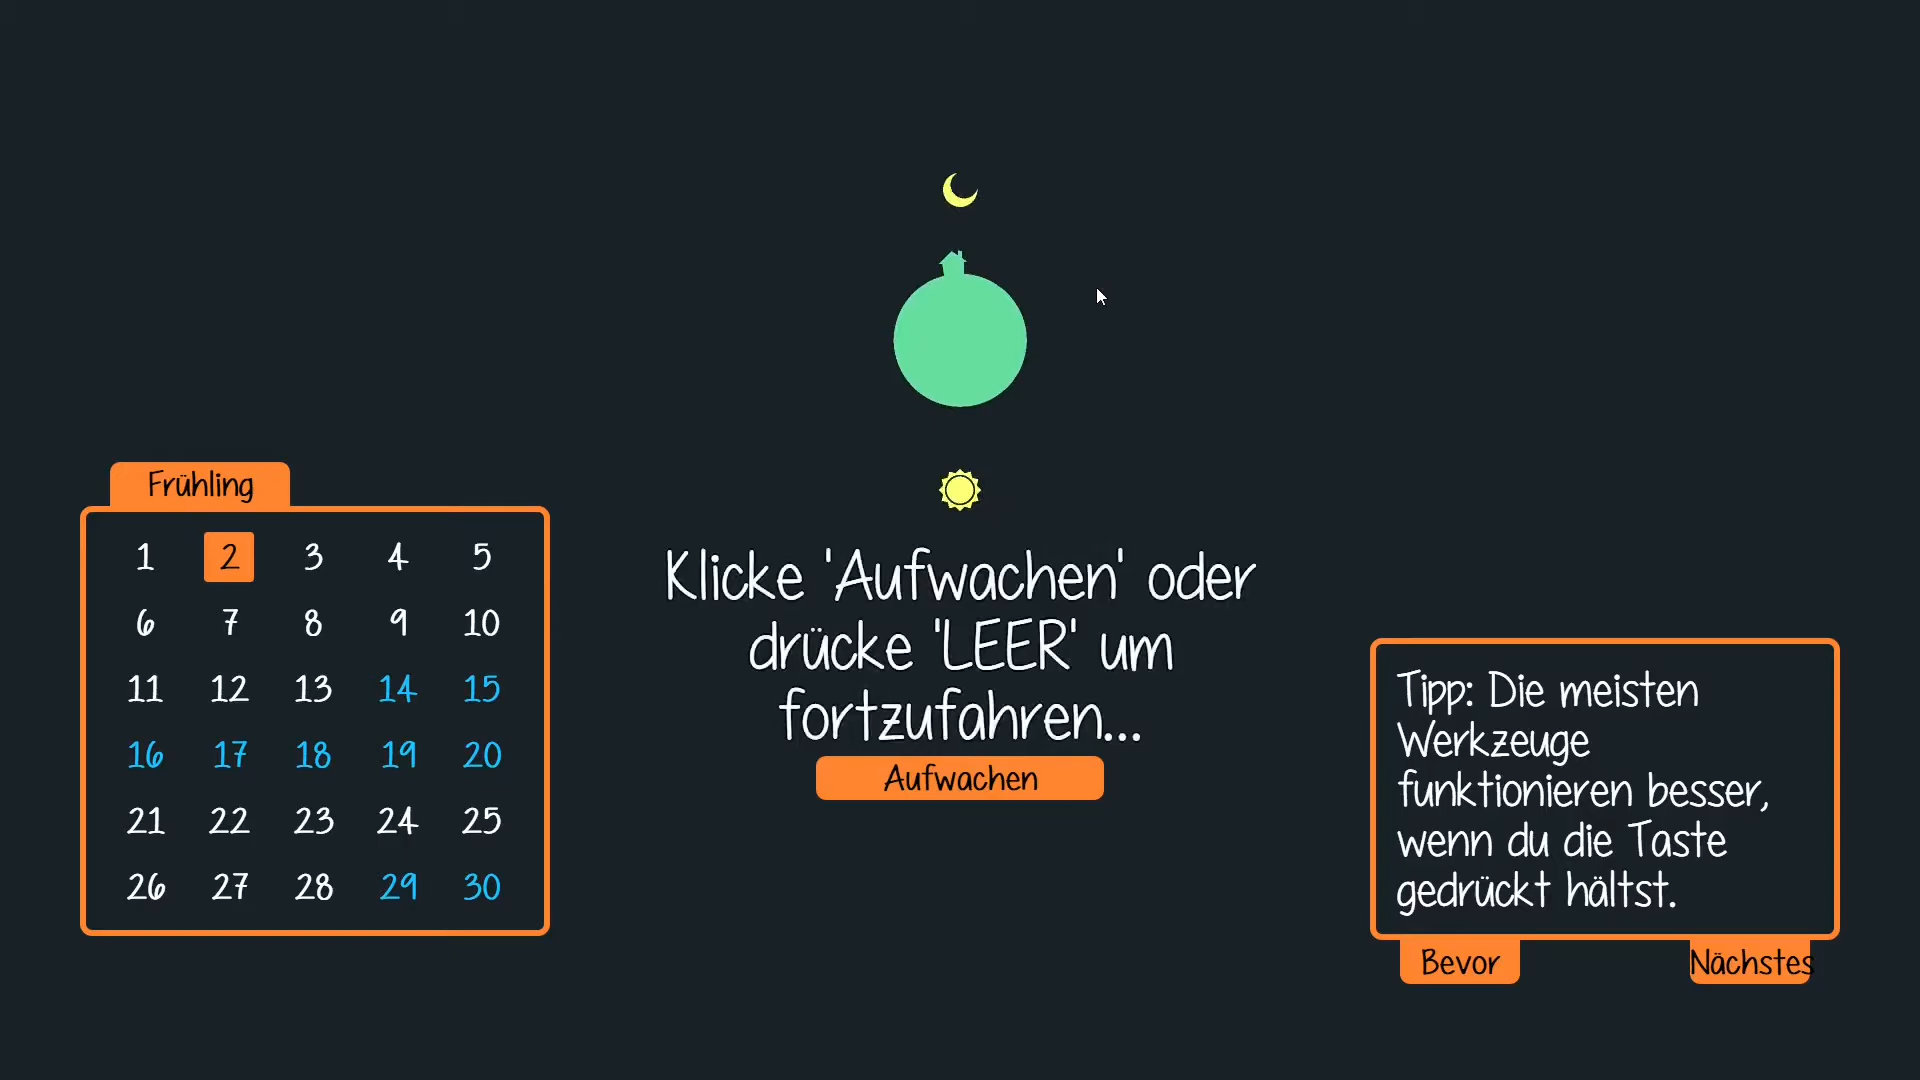 Frühling
1 2 3 4 5
6 7 8 9 10
11 12 13 14 15
16 17 18 19 20
21 22 23 24 25
26 27 28 29 30
Klicke 'Aufwachen' oder
drücke 'LEER' um
fortzufahren...
Aufwachen
Tipp: Die meisten
Werkzeuge
funktionieren besser,
wenn du die Taste
gedrückt hältst.
Bevor
Nächstes